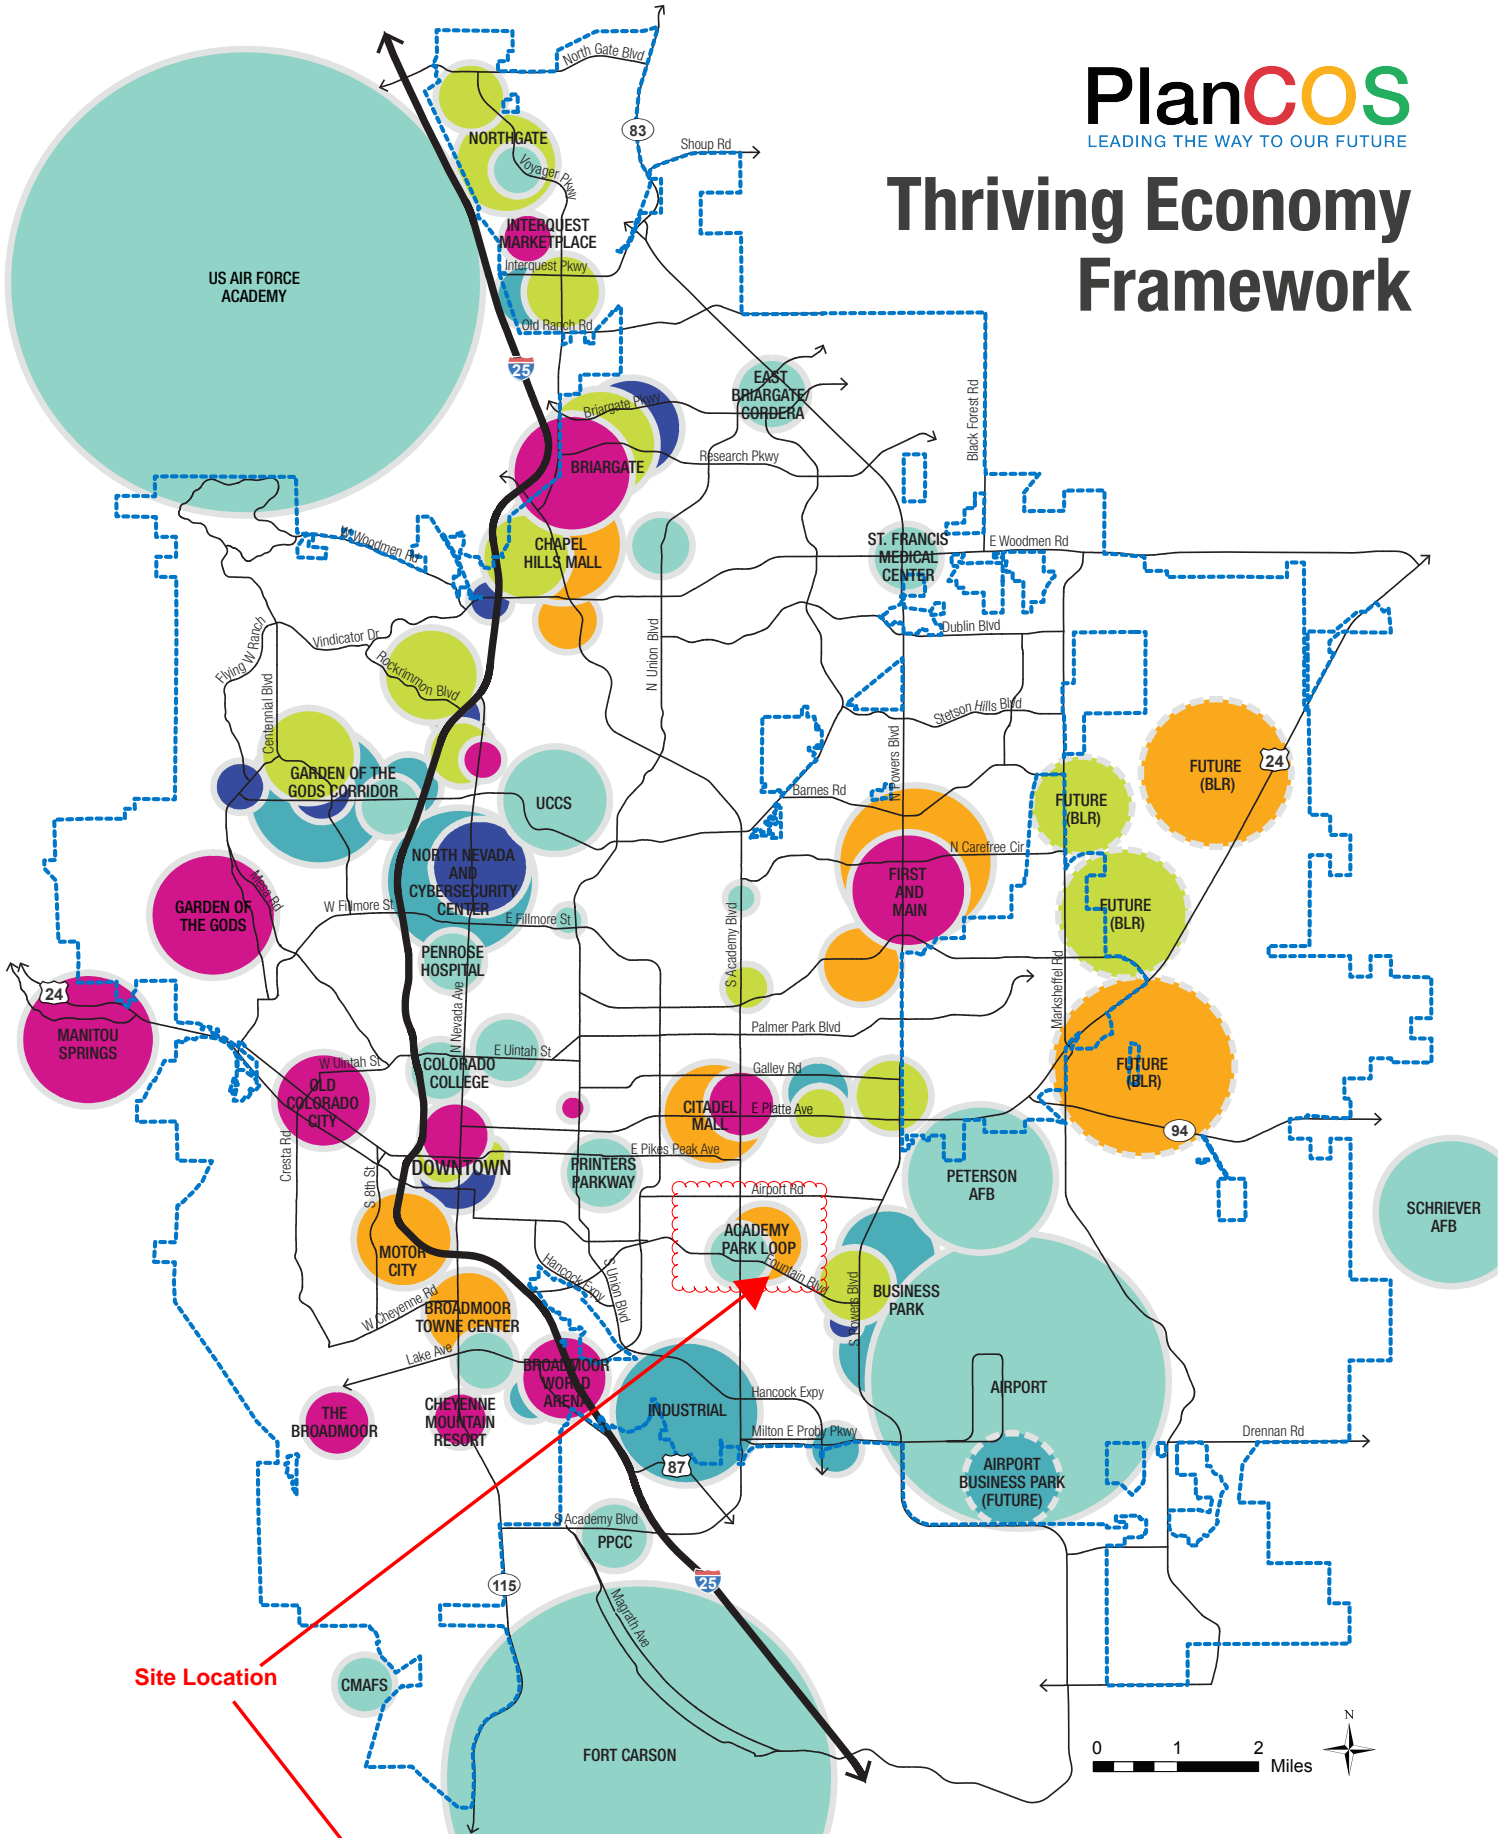 PlanCOS
LEADING THE WAY TO OUR FUTURE
Thriving Economy
Framework
North Gate Blvd
83
Shoup Rd
NORTHGATE
Voyager Pkwy
INTERQUEST
MARKETPLACE
Interquest Pkwy
Old Ranch Rd
US AIR FORCE
ACADEMY
25
EAST
BRIARGATE/
CORDERA
Briargate Pkwy
Black Forest Rd
BRIARGATE
Research Pkwy
W Woodmen Rd
CHAPEL
HILLS MALL
ST. FRANCIS
MEDICAL
CENTER
E Woodmen Rd
Dublin Blvd
Flying W Ranch
Vindicator Dr
Rockrimmon Blvd
N Union Blvd
Centennial Blvd
Stetson Hills Blvd
N Powers Blvd
FUTURE
(BLR)
24
GARDEN OF THE
GODS CORRIDOR
UCCS
Barnes Rd
FUTURE
(BLR)
NORTH NEVADA
AND
CYBERSECURITY
CENTER
N Carefree Cir
FIRST
AND
MAIN
Mesa Rd
GARDEN OF
THE GODS
W Fillmore St
E Fillmore St
S Academy Blvd
FUTURE
(BLR)
PENROSE
HOSPITAL
24
MANITOU
SPRINGS
N Nevada Ave
Marksheffel Rd
Palmer Park Blvd
W Uintah St
E Uintah St
COLORADO
COLLEGE
Galley Rd
FUTURE
(BLR)
OLD
COLORADO
CITY
CITADEL
MALL
E Platte Ave
94
Cresta Rd
S 8th St
DOWNTOWN
E Pikes Peak Ave
PRINTERS
PARKWAY
PETERSON
AFB
Airport Rd
SCHRIEVER
AFB
ACADEMY
PARK LOOP
Fountain Blvd
MOTOR
CITY
Hancock Expy
S Union Blvd
S Powers Blvd
BUSINESS
PARK
W Cheyenne Rd
BROADMOOR
TOWNE CENTER
Lake Ave
BROADMOOR
WORLD
ARENA
AIRPORT
Hancock Expy
THE
BROADMOOR
CHEYENNE
MOUNTAIN
RESORT
INDUSTRIAL
Milton E Proby Pkwy
Drennan Rd
87
AIRPORT
BUSINESS PARK
(FUTURE)
S Academy Blvd
PPCC
115
25
Magrath Ave
Site Location
CMAFS
FORT CARSON
N
0 1 2
Miles